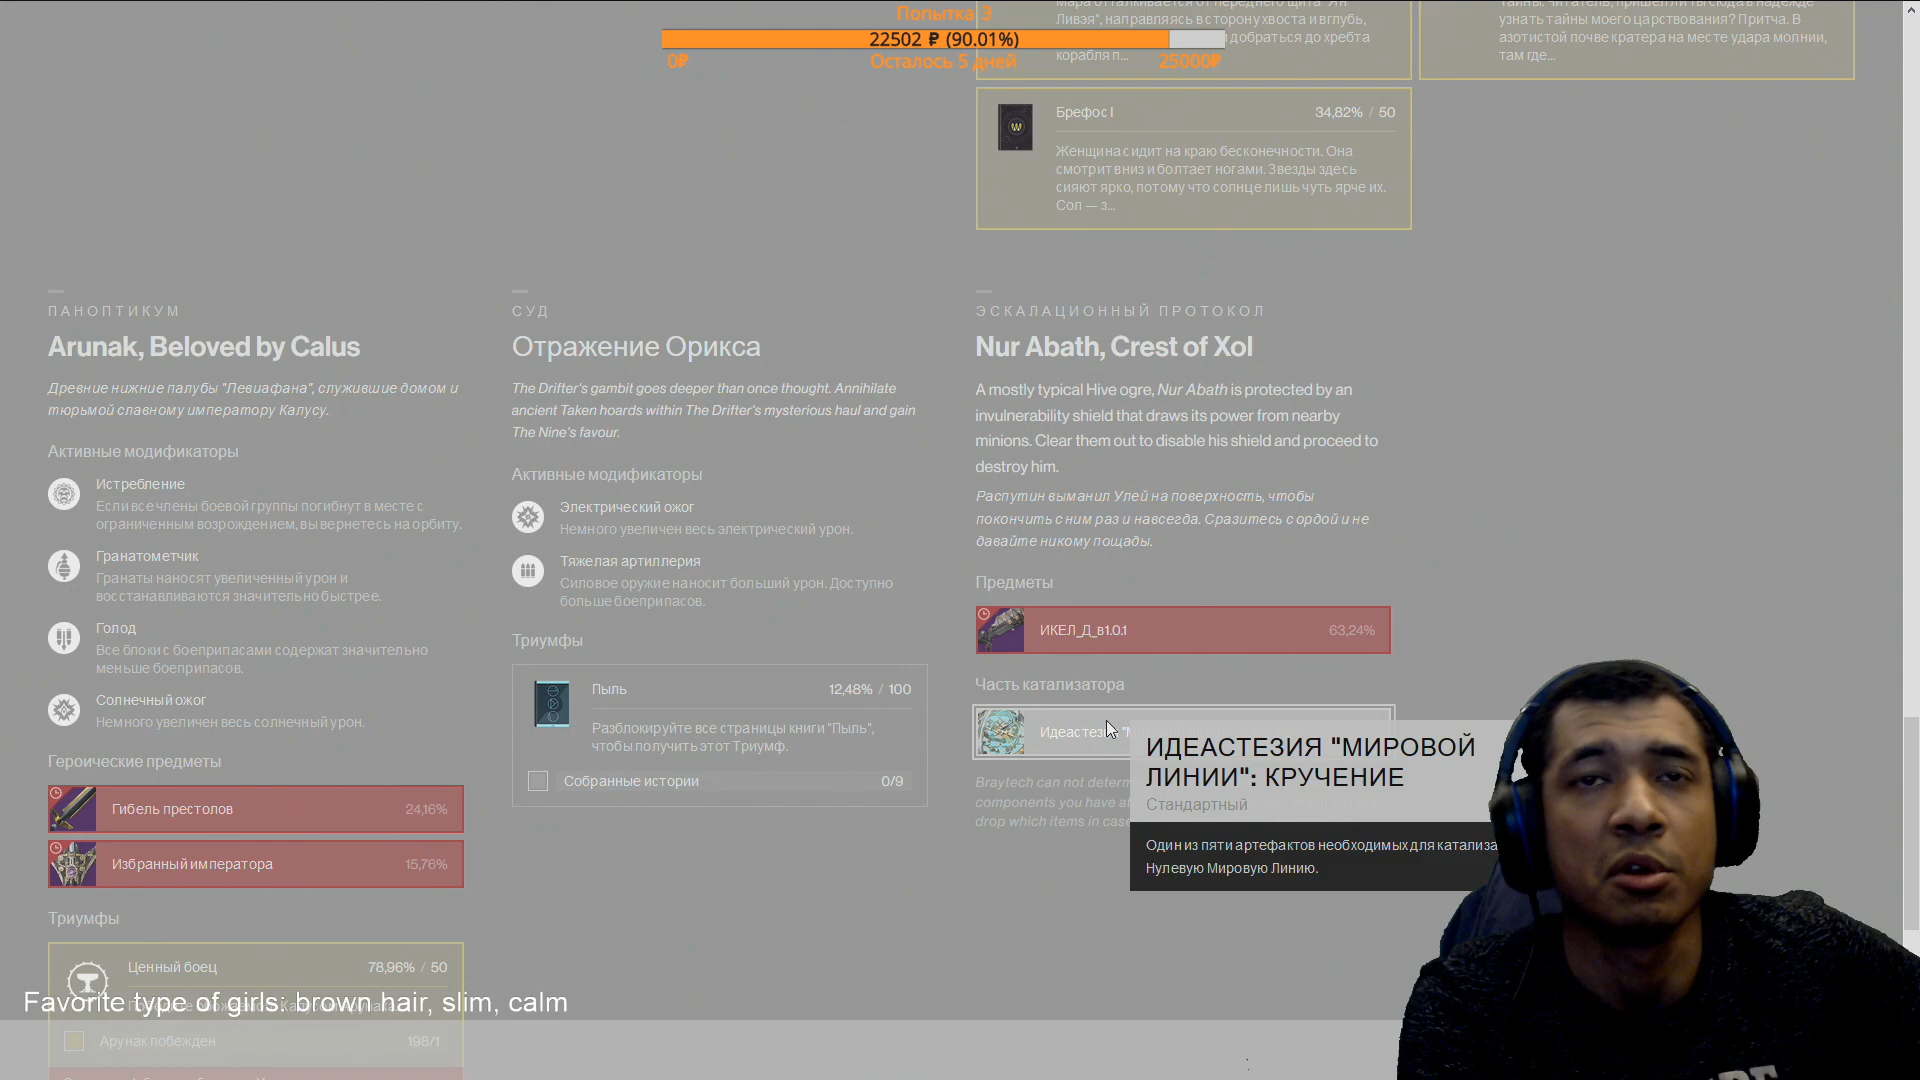 Попытка 3
22502 ₽ (90.01%)
0₽
Осталось 5 дней
25000₽
Ливэя", направляясь в сторону хвоста и вглубь,
добраться до хребта
корабля п...
узнать тайны моего царствования? Притча. В
азотистой почве кратера на месте удара молнии,
там где...
Брефос I
34,82% / 50
Женщина сидит на краю бесконечности. Она
смотрит вниз и болтает ногами. Звезды здесь
сияют ярко, потому что солнце лишь чуть ярче их.
Сол — з...
ПАНОПТИКУМ
Arunak, Beloved by Calus
Древние нижние палубы "Левиафана", служившие домом и
тюрьмой славному императору Калусу.
Активные модификаторы
Истребление
Если все члены боевой группы погибнут в месте с
ограниченным возрождением, вы вернетесь на орбиту.
Гранатометчик
Гранаты наносят увеличенный урон и
восстанавливаются значительно быстрее.
Голод
Все блоки с боеприпасами содержат значительно
меньше боеприпасов.
Солнечный ожог
Немного увеличен весь солнечный урон.
Героические предметы
Гибель престолов
24,16%
Избранный императора
15,76%
Триумфы
Ценный боец
78,96% / 50
Favorite type of girls: brown hair, slim, calm
Арунак побежден
198/1
СУД
Отражение Орикса
The Drifter's gambit goes deeper than once thought. Annihilate
ancient Taken hoards within The Drifter's mysterious haul and gain
The Nine's favour.
Активные модификаторы
Электрический ожог
Немного увеличен весь электрический урон.
Тяжелая артиллерия
Силовое оружие наносит больший урон. Доступно
больше боеприпасов.
Триумфы
Пыль
12,48% / 100
Разблокируйте все страницы книги "Пыль",
чтобы получить этот Триумф.
Собранные истории
0/9
ЭСКАЛАЦИОННЫЙ ПРОТОКОЛ
Nur Abath, Crest of Xol
A mostly typical Hive ogre, Nur Abath is protected by an
invulnerability shield that draws its power from nearby
minions. Clear them out to disable his shield and proceed to
destroy him.
Распутин выманил Улей на поверхность, чтобы
покончить с ним раз и навсегда. Сразитесь с ордой и не
давайте никому пощады.
Предметы
ИКЕЛ_Д_в1.0.1
63,24%
Часть катализатора
Идеастезия "М
Braytech can not determ
components you have a
drop which items in cas
ИДЕАСТЕЗИЯ "МИРОВОЙ
ЛИНИИ": КРУЧЕНИЕ
Стандартный
Один из пяти артефактов необходимых для катализа
Нулевую Мировую Линию.